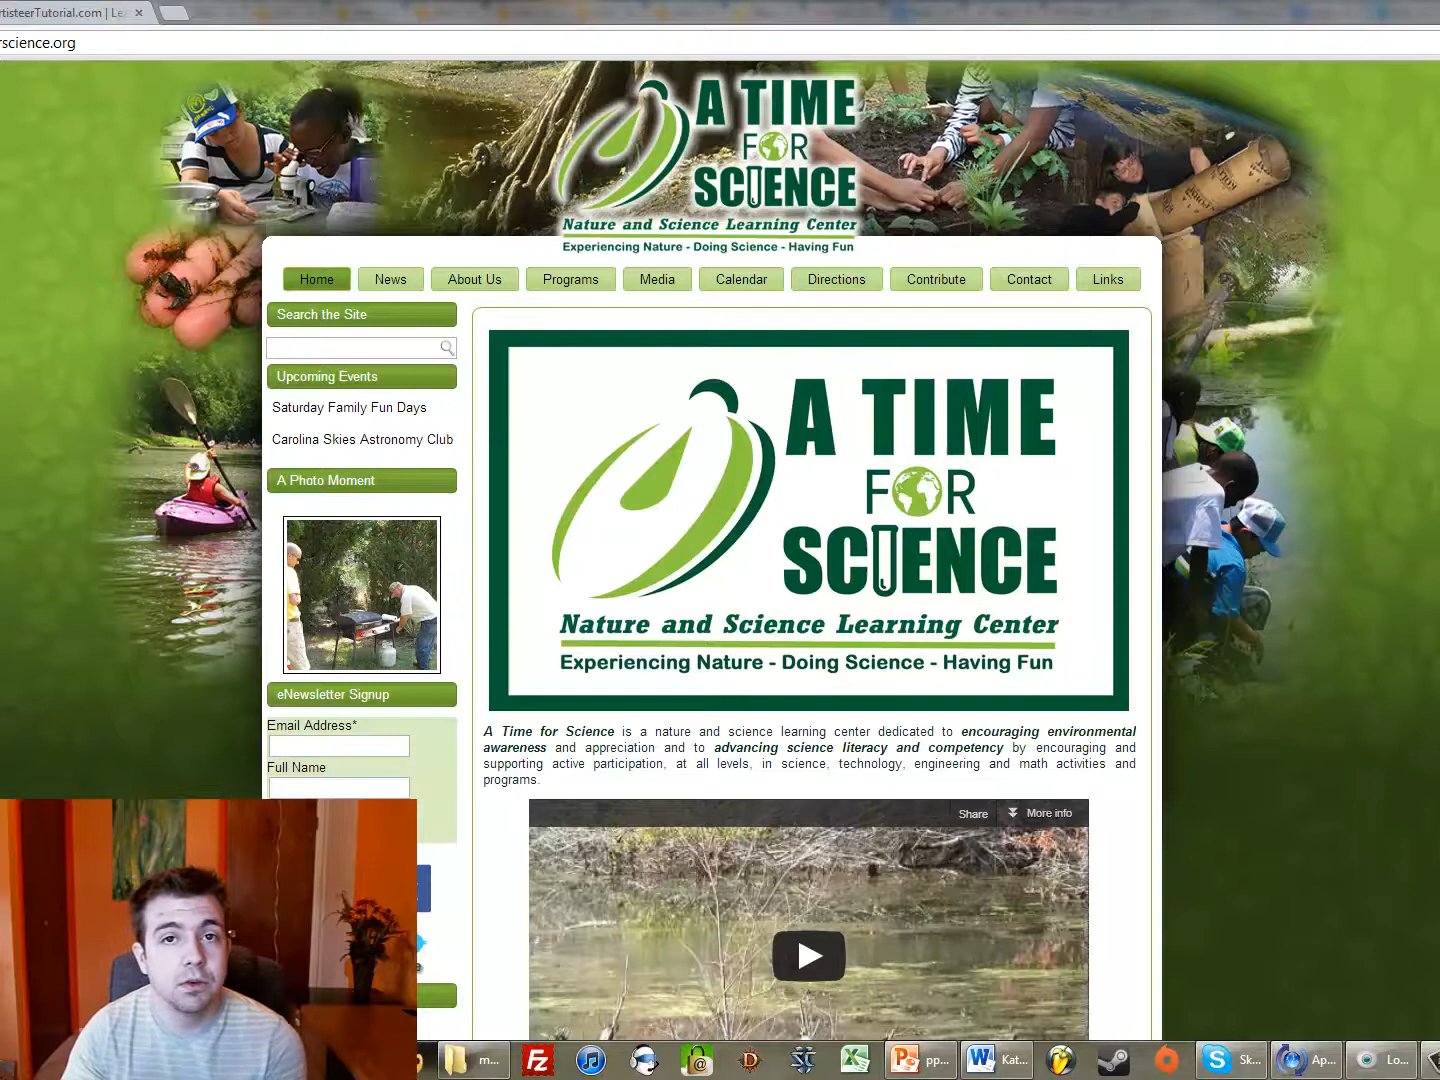 rtisteerTutorial.com | Le
rscience.org
A TIME
FOR
SCIENCE
Nature and Science Learning Center
Experiencing Nature - Doing Science - Having Fun
Home News About Us Programs Media Calendar Directions Contribute Contact Links
Search the Site
Upcoming Events
Saturday Family Fun Days
Carolina Skies Astronomy Club
A Photo Moment
eNewsletter Signup
Email Address*
Full Name
A TIME
FOR
SCIENCE
Nature and Science Learning Center
Experiencing Nature - Doing Science - Having Fun
A Time for Science is a nature and science learning center dedicated to encouraging environmental
awareness and appreciation and to advancing science literacy and competency by encouraging and
supporting active participation, at all levels, in science, technology, engineering and math activities and
programs.
Share More info
m... pp... Kat... Sk... Ap... Lo...